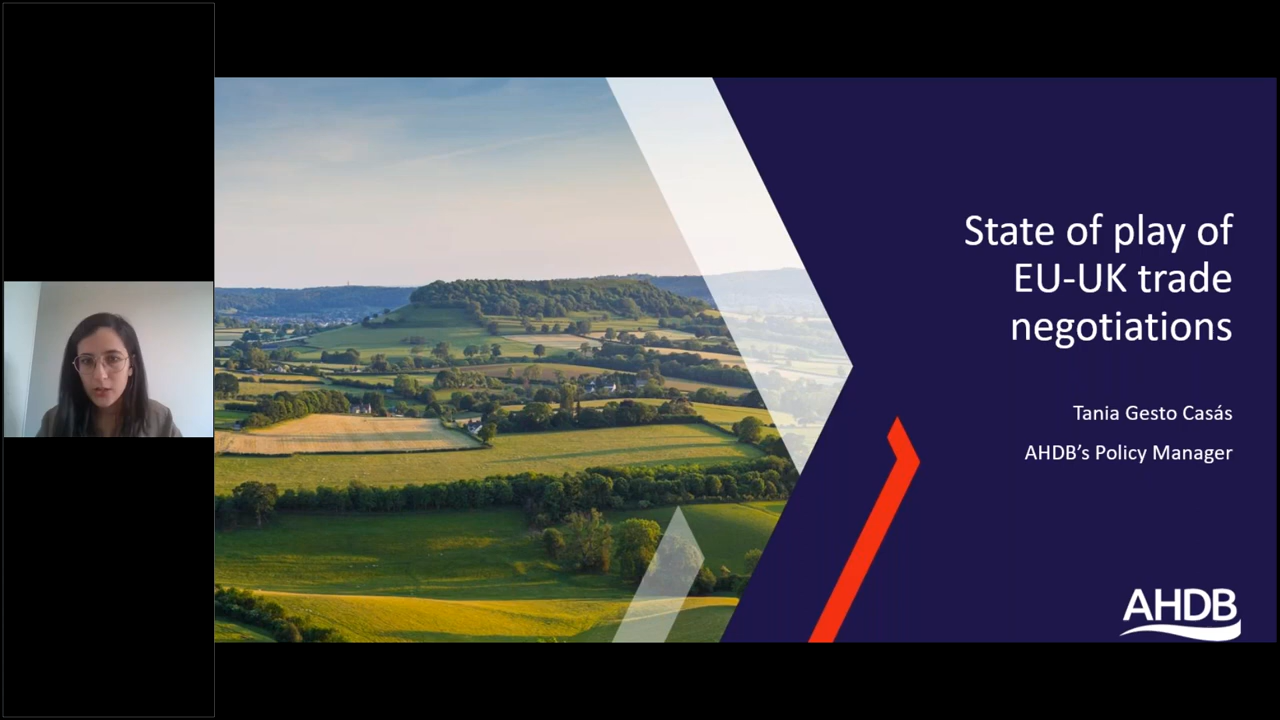 State of play of
EU-UK trade
negotiations
Tania Gesto Casás
AHDB’s Policy Manager
AHDB